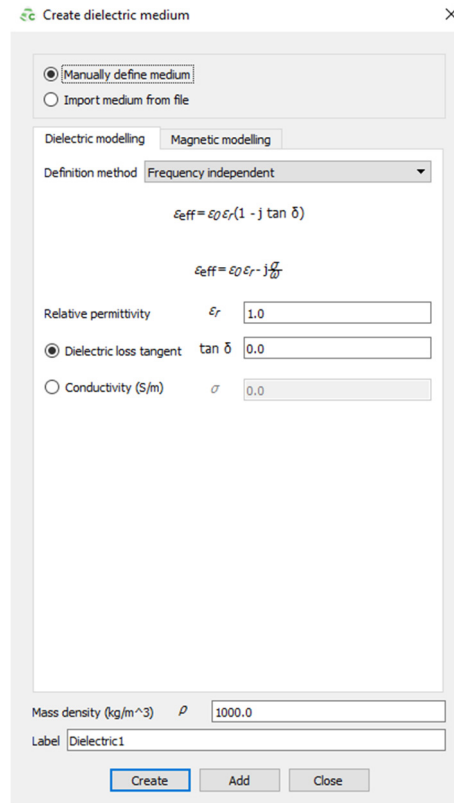 Create dielectric medium
Manually define medium
Import medium from file
Dielectric modelling Magnetic modelling
Definition method Frequency independent
εeff = ε0 εr(1 - j tan δ)
εeff = ε0 εr - j σ/ω
Relative permittivity εr 1.0
Dielectric loss tangent tan δ 0.0
Conductivity (S/m) σ 0.0
Mass density (kg/m^3) ρ 1000.0
Label Dielectric1
Create Add Close